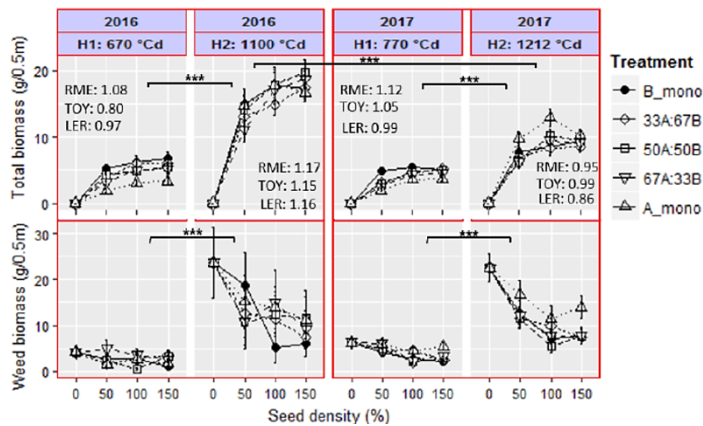 2016 2016 2017 2017
H1: 670 °Cd H2: 1100 °Cd H1: 770 °Cd H2: 1212 °Cd
Total biomass (g/0.5m)
20
10
0
***
***
***
RME: 1.08
TOY: 0.80
LER: 0.97
RME: 1.17
TOY: 1.15
LER: 1.16
RME: 1.12
TOY: 1.05
LER: 0.99
RME: 0.95
TOY: 0.99
LER: 0.86
Weed biomass (g/0.5m)
30
20
10
0
***
***
0 50 100 150 0 50 100 150 0 50 100 150 0 50 100 150
Seed density (%)
Treatment
B_mono
33A:67B
50A:50B
67A:33B
A_mono